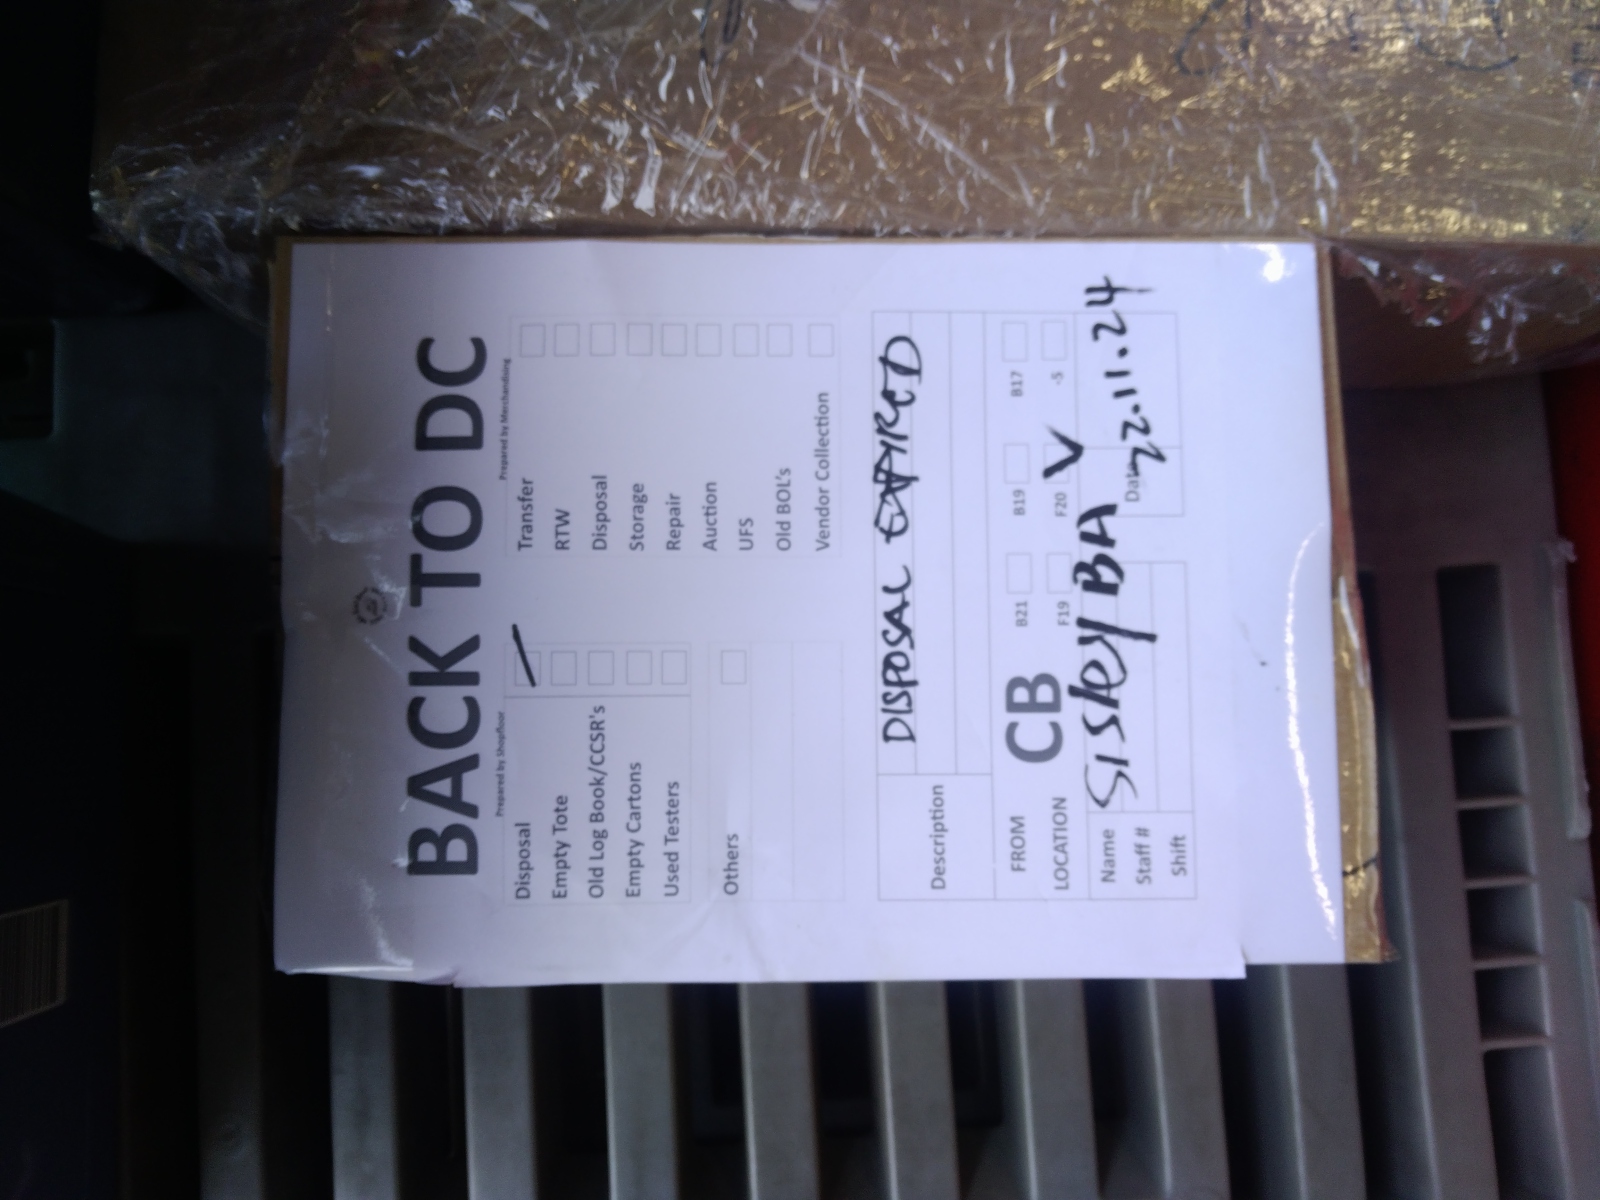 BACK TO DC
Prepared by Shopfloor
Prepared by Merchandising
Disposal
Transfer
Empty Tote
RTW
Old Log Book/CCSR's
Disposal
Empty Cartons
Storage
Used Testers
Repair
Auction
Others
UFS
Old BOL's
Vendor Collection
Description
DISPOSAL
FROM CB B21 B19 B17
LOCATION F19 F20 -5
Name SISLEY BA Date 22.11.24
Staff #
Shift